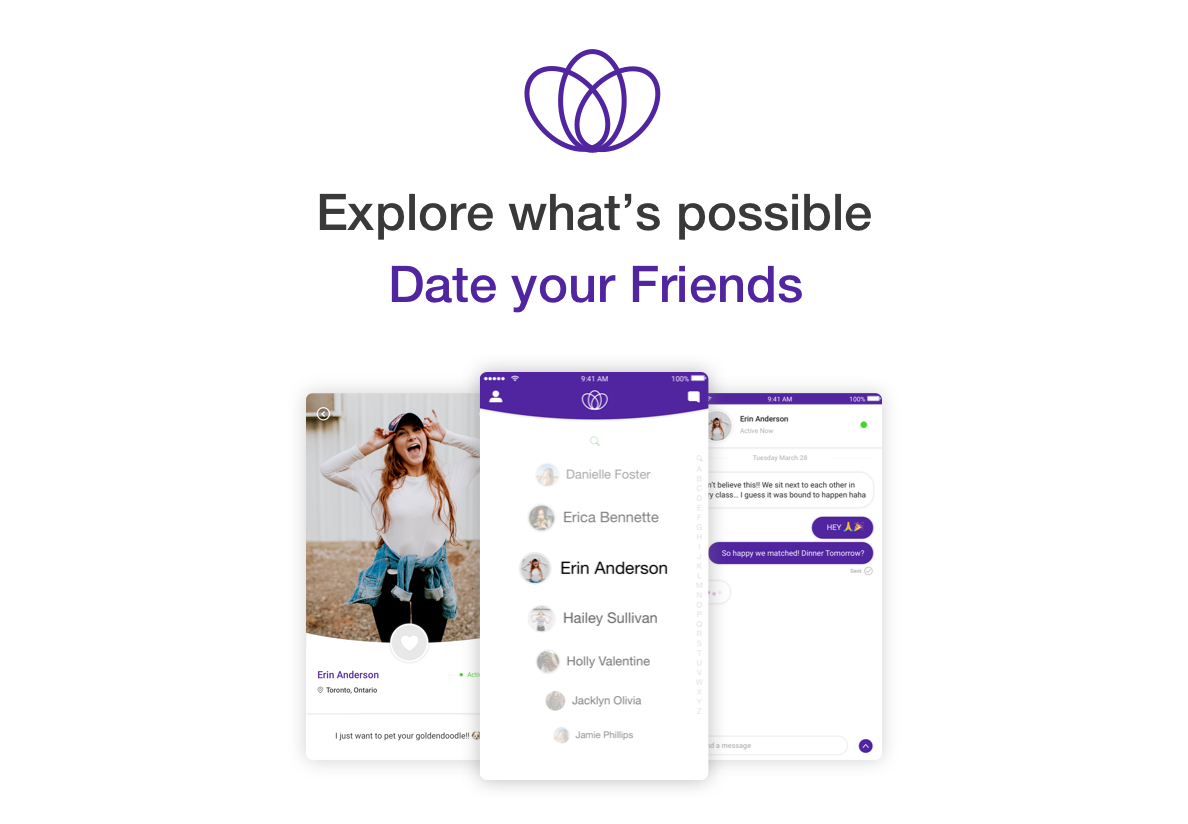 Explore what’s possible
Date your Friends
Erin Anderson
Toronto, Ontario
I just want to pet your goldendoodle!!
9:41 AM
100%
Danielle Foster
Erica Bennette
Erin Anderson
Hailey Sullivan
Holly Valentine
Jacklyn Olivia
Jamie Phillips
A
B
C
D
E
F
G
H
I
J
K
L
M
N
O
P
Q
R
S
T
U
V
W
X
Y
Z
9:41 AM
100%
Erin Anderson
Active Now
Tuesday March 28
believe this!! We sit next to each other in
class... I guess it was bound to happen haha
HEY 🙏🎉
So happy we matched! Dinner Tomorrow?
Sent
a message